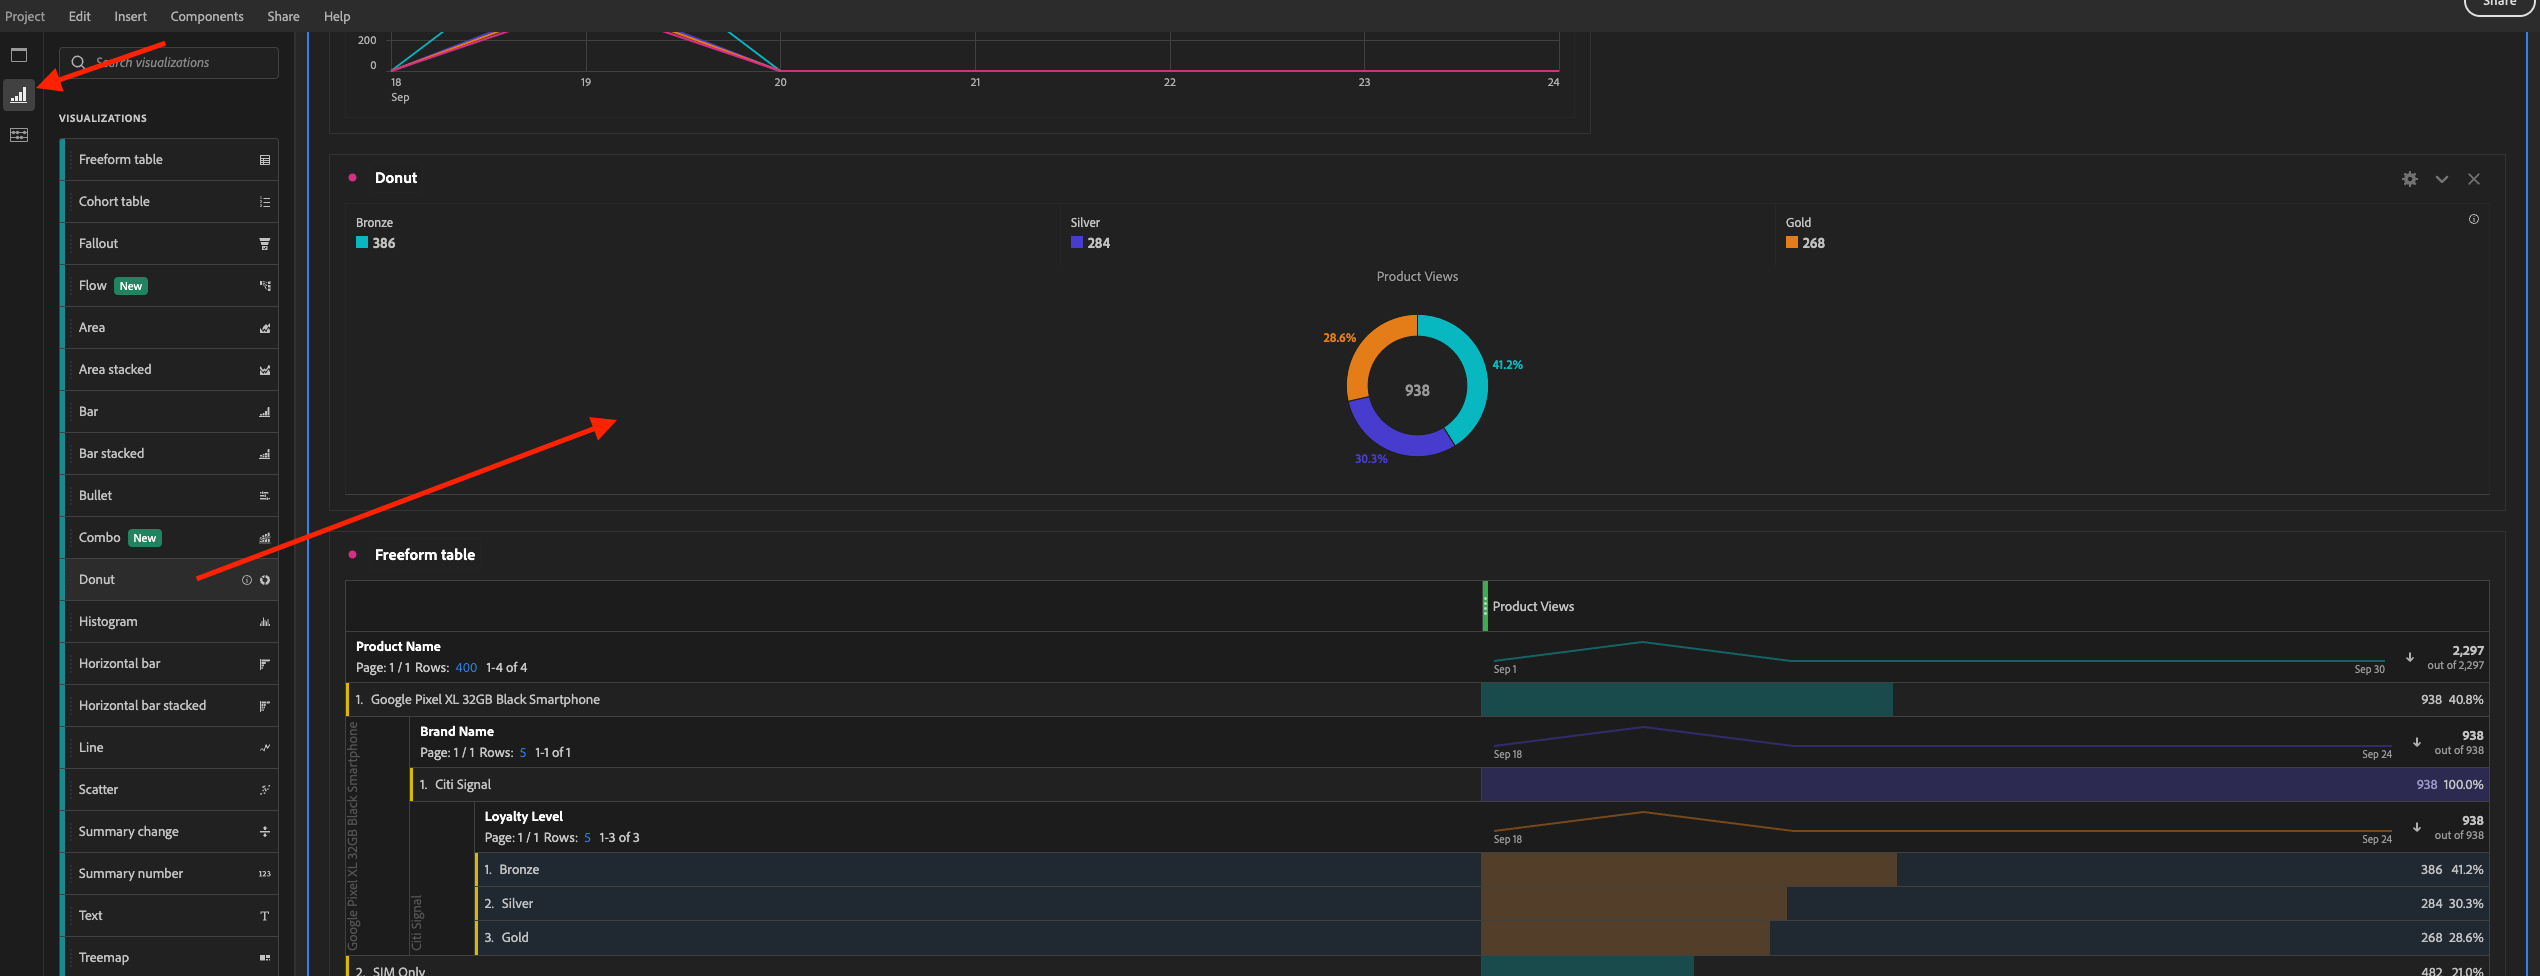 Project Edit Insert Components Share Help
Share
Search visualizations
VISUALIZATIONS
Freeform table
Cohort table
Fallout
Flow New
Area
Area stacked
Bar
Bar stacked
Bullet
Combo New
Donut
Histogram
Horizontal bar
Horizontal bar stacked
Line
Scatter
Summary change
Summary number 123
Text T
Treemap
200
0
18 19 20 21 22 23 24
Sep
Donut
Bronze
386
Silver
284
Gold
268
Product Views
28.6%
41.2%
938
30.3%
Freeform table
Product Views
Product Name
Page: 1 / 1 Rows: 400 1-4 of 4
Sep 1 Sep 30
2,297
out of 2,297
1. Google Pixel XL 32GB Black Smartphone 938 40.8%
Google Pixel XL 32GB Black Smartphone
Brand Name
Page: 1 / 1 Rows: 5 1-1 of 1
Sep 18 Sep 24
938
out of 938
1. Citi Signal 938 100.0%
Citi Signal
Loyalty Level
Page: 1 / 1 Rows: 5 1-3 of 3
Sep 18 Sep 24
938
out of 938
1. Bronze 386 41.2%
2. Silver 284 30.3%
3. Gold 268 28.6%
2. SIM Only 482 21.0%